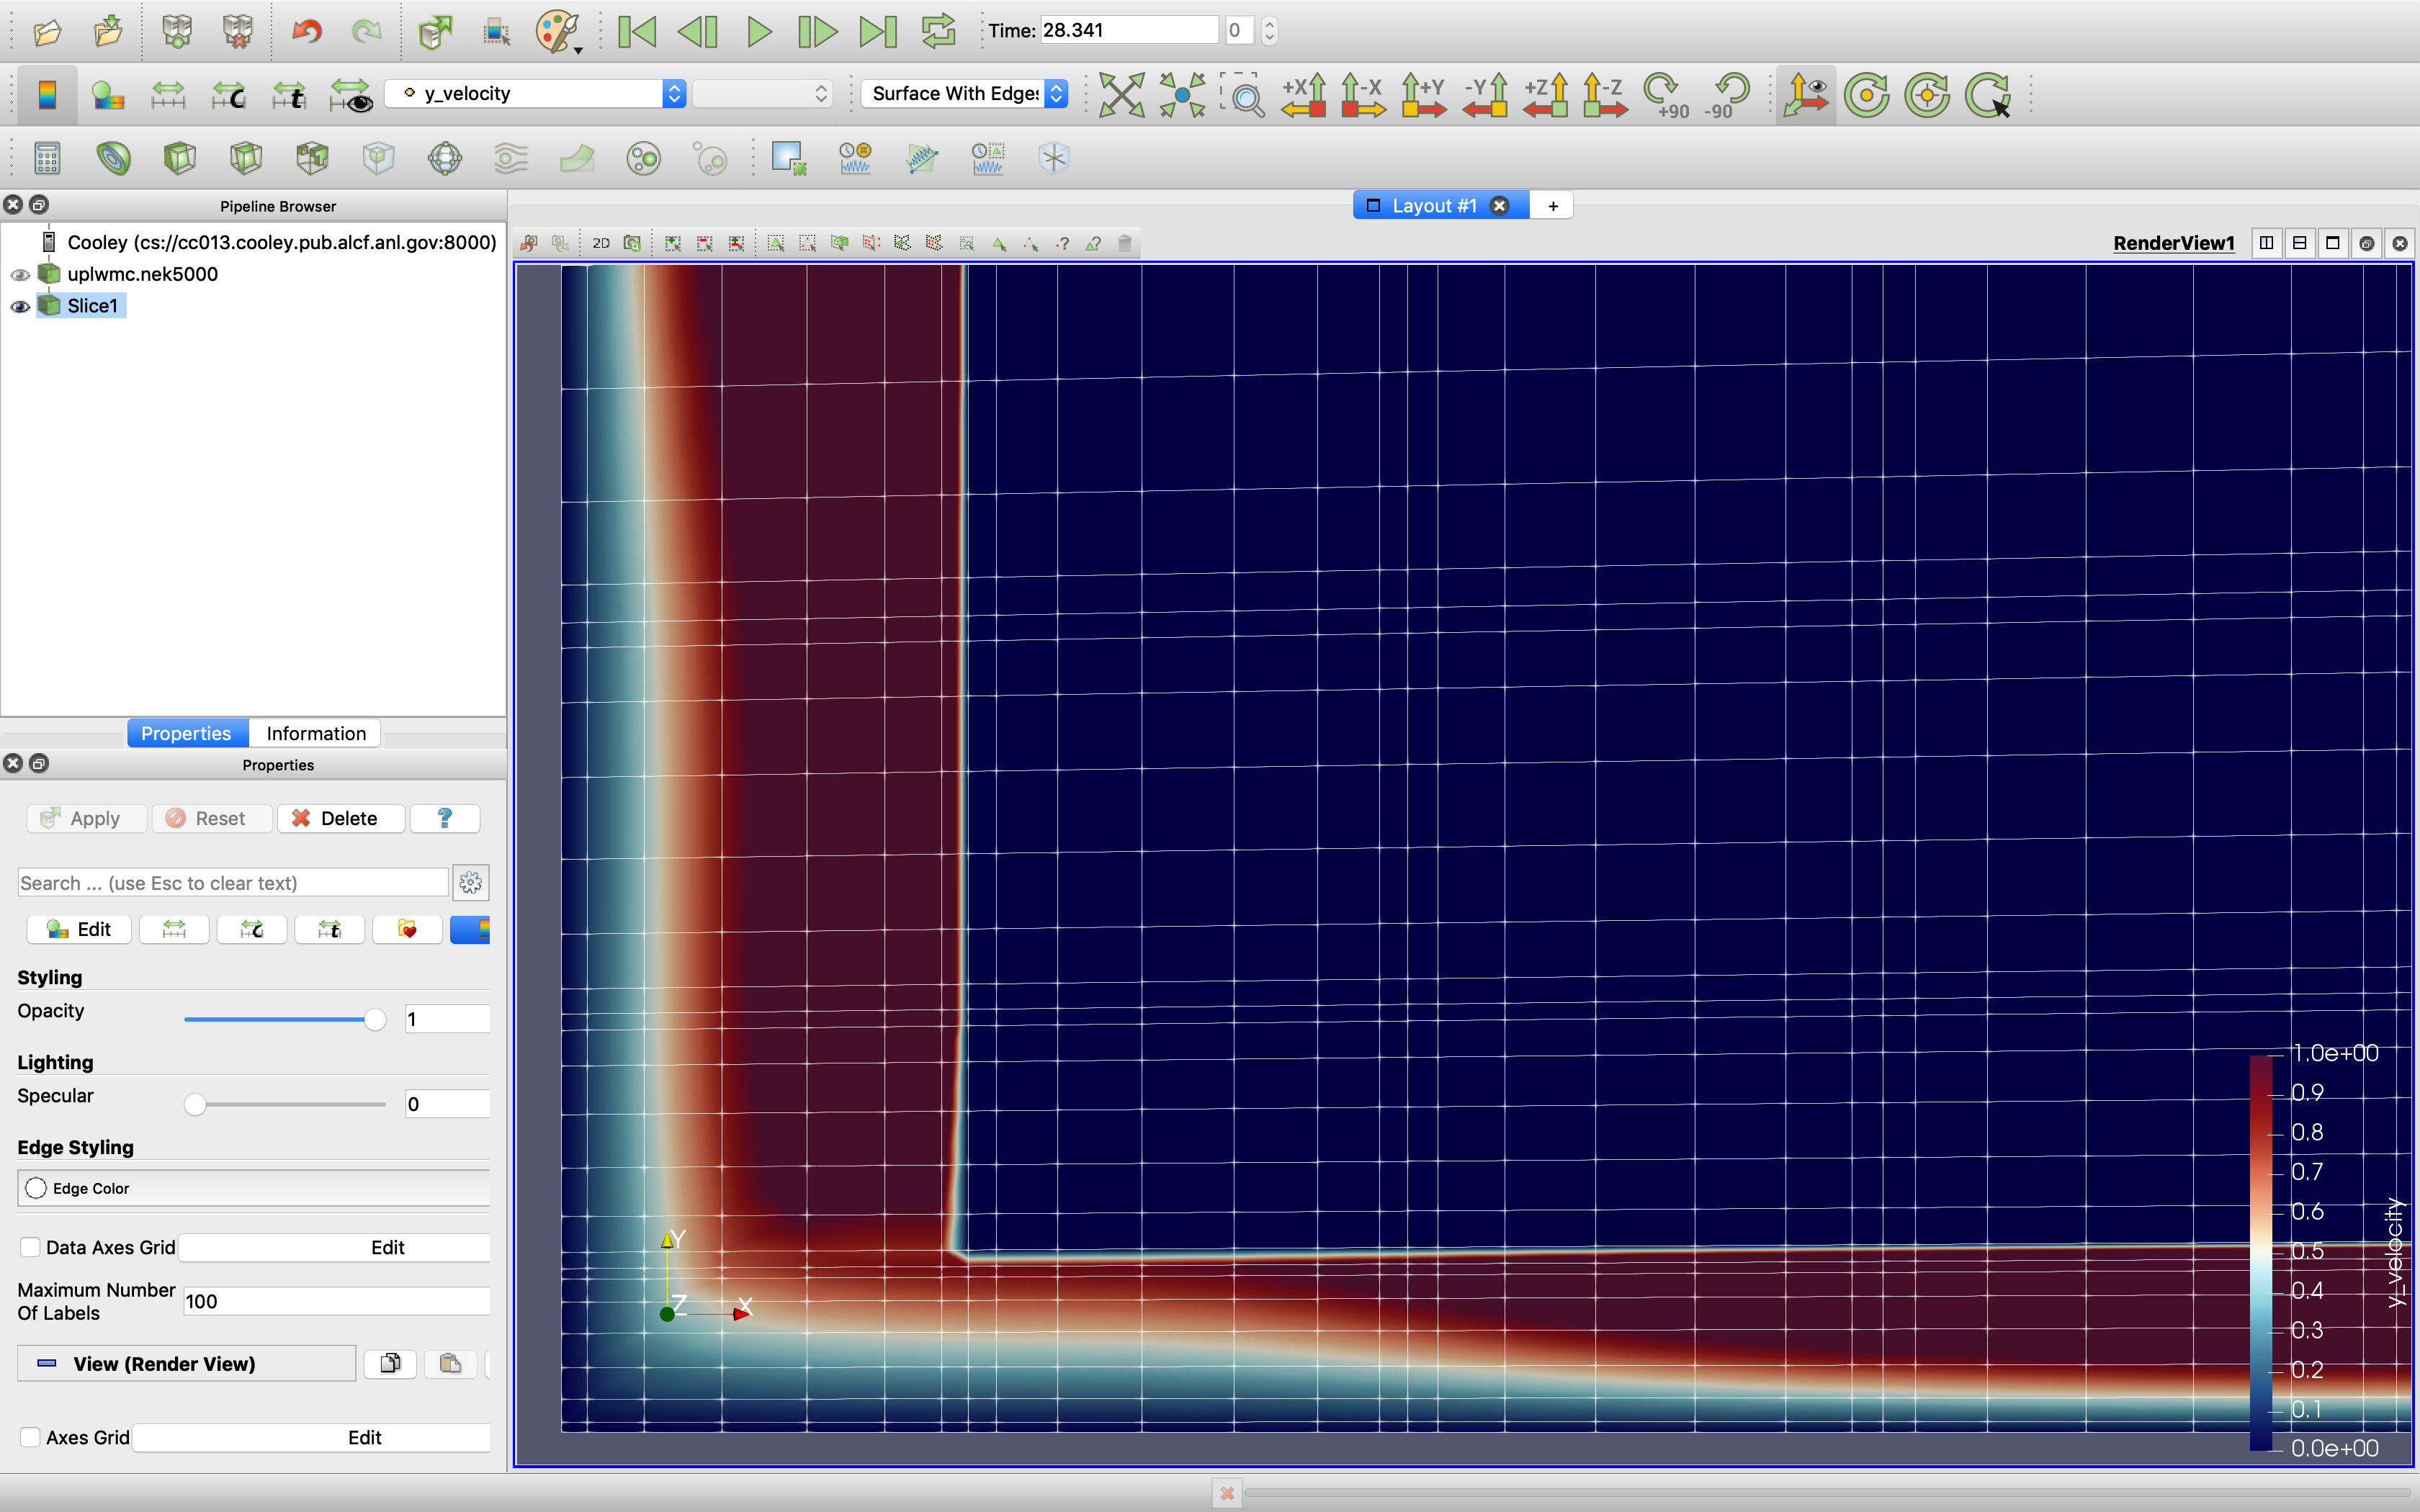 Time: 28.341 0
y_velocity Surface With Edge: +X -X +Y -Y +Z -Z +90 -90
Pipeline Browser
Cooley (cs://cc013.cooley.pub.alcf.anl.gov:8000)
uplwmc.nek5000
Slice1
Properties Information
Properties
Apply Reset Delete ?
Search ... (use Esc to clear text)
Edit
Styling
Opacity 1
Lighting
Specular 0
Edge Styling
Edge Color
Data Axes Grid Edit
Maximum Number
Of Labels
100
View (Render View)
Axes Grid Edit
Layout #1 +
2D RenderView1
Y
Z X
1.0e+00
0.9
0.8
0.7
0.6
0.5
0.4
0.3
0.2
0.1
0.0e+00
y_velocity